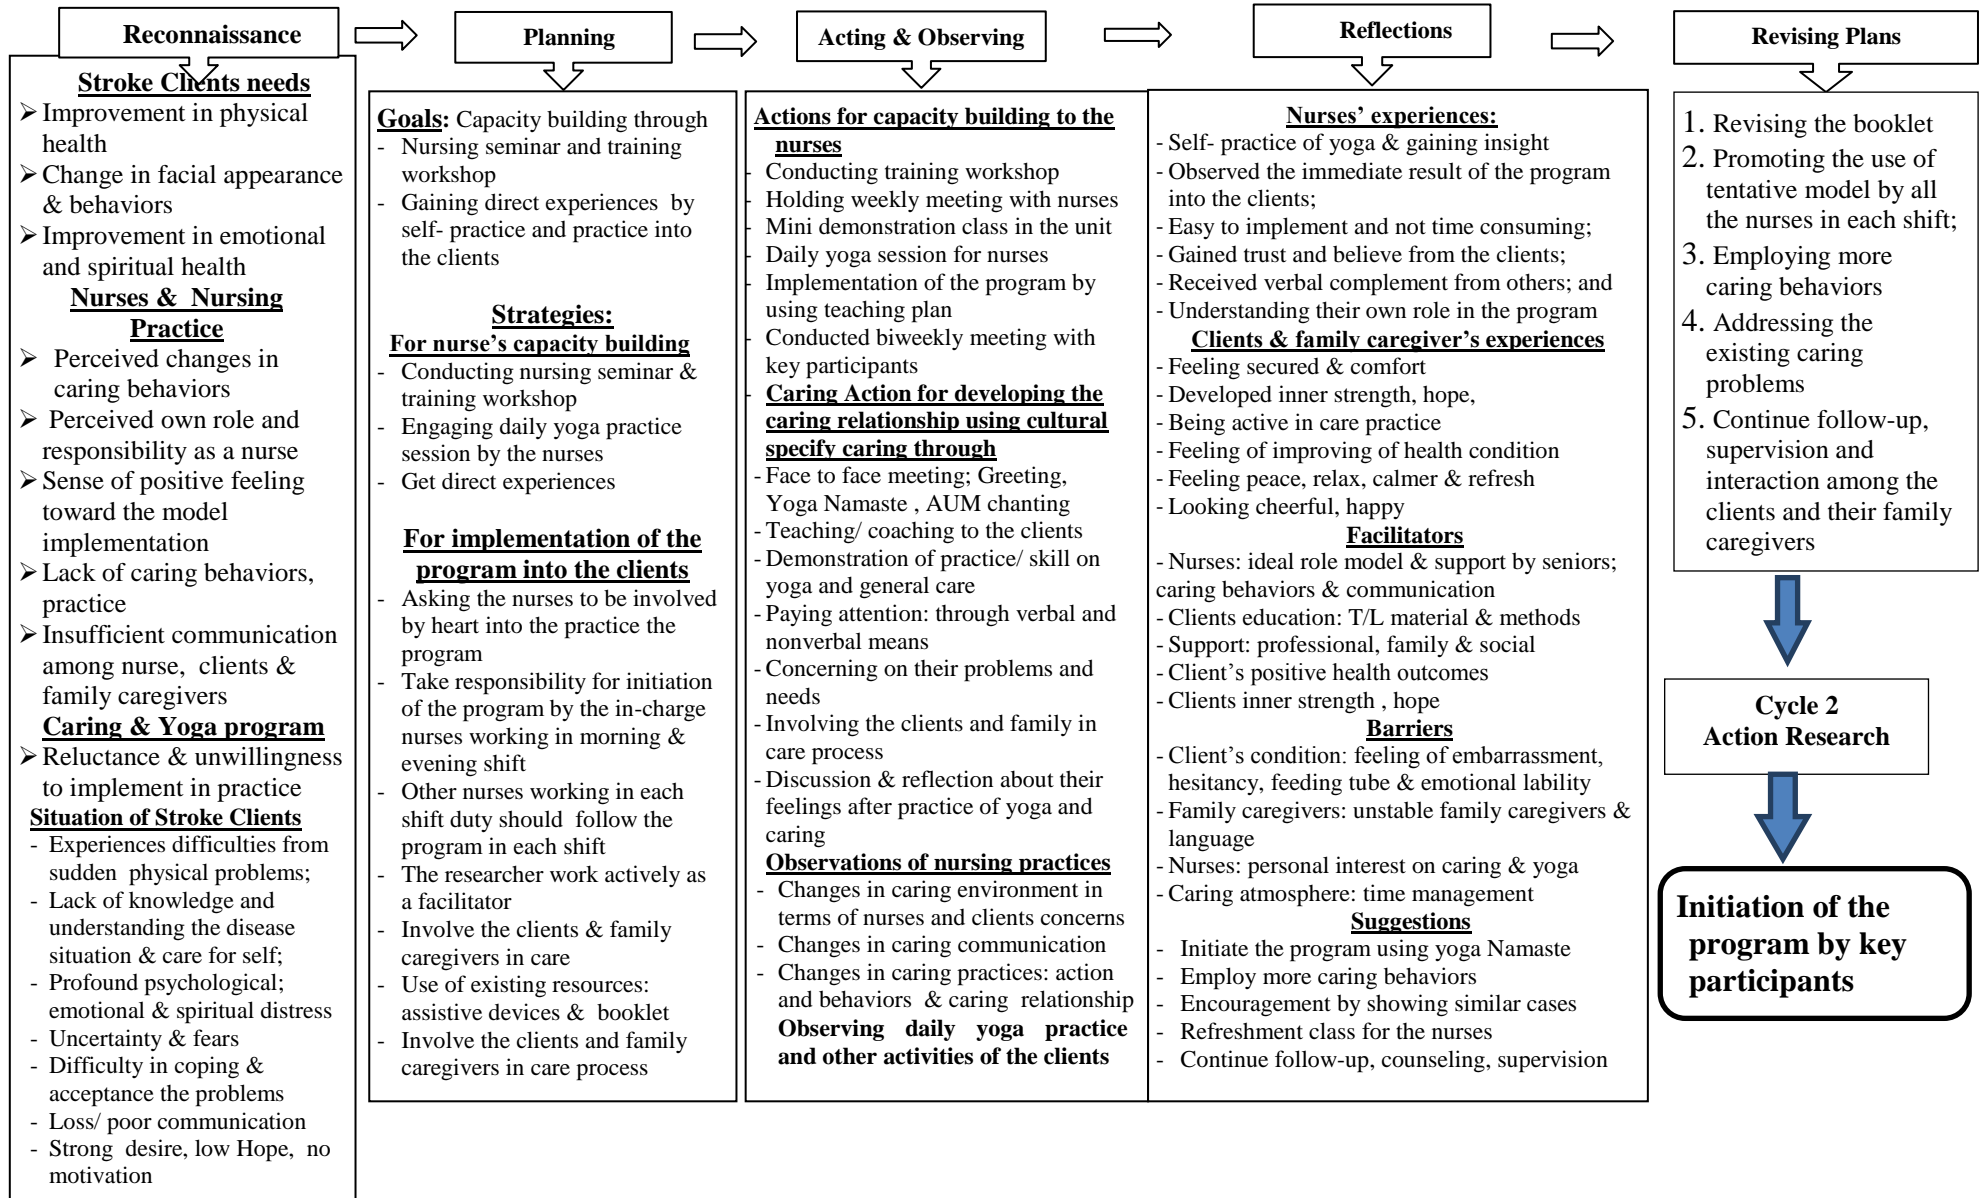 Reconnaissance
Stroke Clients needs
➢ Improvement in physical
health
➢ Change in facial appearance
& behaviors
➢ Improvement in emotional
and spiritual health
Nurses & Nursing
Practice
➢ Perceived changes in
caring behaviors
➢ Perceived own role and
responsibility as a nurse
➢ Sense of positive feeling
toward the model
implementation
➢ Lack of caring behaviors,
practice
➢ Insufficient communication
among nurse, clients &
family caregivers
Caring & Yoga program
➢ Reluctance & unwillingness
to implement in practice
Situation of Stroke Clients
- Experiences difficulties from
sudden physical problems;
- Lack of knowledge and
understanding the disease
situation & care for self;
- Profound psychological;
emotional & spiritual distress
- Uncertainty & fears
- Difficulty in coping &
acceptance the problems
- Loss/ poor communication
- Strong desire, low Hope, no
motivation
Planning
Goals: Capacity building through
- Nursing seminar and training
workshop
- Gaining direct experiences by
self- practice and practice into
the clients
Strategies:
For nurse's capacity building
- Conducting nursing seminar &
training workshop
- Engaging daily yoga practice
session by the nurses
- Get direct experiences
For implementation of the
program into the clients
- Asking the nurses to be involved
by heart into the practice the
program
- Take responsibility for initiation
of the program by the in-charge
nurses working in morning &
evening shift
- Other nurses working in each
shift duty should follow the
program in each shift
- The researcher work actively as
a facilitator
- Involve the clients & family
caregivers in care
- Use of existing resources:
assistive devices & booklet
- Involve the clients and family
caregivers in care process
Acting & Observing
Actions for capacity building to the
nurses
- Conducting training workshop
- Holding weekly meeting with nurses
- Mini demonstration class in the unit
- Daily yoga session for nurses
- Implementation of the program by
using teaching plan
- Conducted biweekly meeting with
key participants
- Caring Action for developing the
caring relationship using cultural
specify caring through
- Face to face meeting; Greeting,
Yoga Namaste , AUM chanting
- Teaching/ coaching to the clients
- Demonstration of practice/ skill on
yoga and general care
- Paying attention: through verbal and
nonverbal means
- Concerning on their problems and
needs
- Involving the clients and family in
care process
- Discussion & reflection about their
feelings after practice of yoga and
caring
Observations of nursing practices
- Changes in caring environment in
terms of nurses and clients concerns
- Changes in caring communication
- Changes in caring practices: action
and behaviors & caring relationship
Observing daily yoga practice
and other activities of the clients
Reflections
Nurses' experiences:
- Self- practice of yoga & gaining insight
- Observed the immediate result of the program
into the clients;
- Easy to implement and not time consuming;
- Gained trust and believe from the clients;
- Received verbal complement from others; and
- Understanding their own role in the program
Clients & family caregiver's experiences
- Feeling secured & comfort
- Developed inner strength, hope,
- Being active in care practice
- Feeling of improving of health condition
- Feeling peace, relax, calmer & refresh
- Looking cheerful, happy
Facilitators
- Nurses: ideal role model & support by seniors;
caring behaviors & communication
- Clients education: T/L material & methods
- Support: professional, family & social
- Client's positive health outcomes
- Clients inner strength , hope
Barriers
- Client's condition: feeling of embarrassment,
hesitancy, feeding tube & emotional lability
- Family caregivers: unstable family caregivers &
language
- Nurses: personal interest on caring & yoga
- Caring atmosphere: time management
Suggestions
- Initiate the program using yoga Namaste
- Employ more caring behaviors
- Encouragement by showing similar cases
- Refreshment class for the nurses
- Continue follow-up, counseling, supervision
Revising Plans
1. Revising the booklet
2. Promoting the use of
tentative model by all
the nurses in each shift;
3. Employing more
caring behaviors
4. Addressing the
existing caring
problems
5. Continue follow-up,
supervision and
interaction among the
clients and their family
caregivers
Cycle 2
Action Research
Initiation of the
program by key
participants